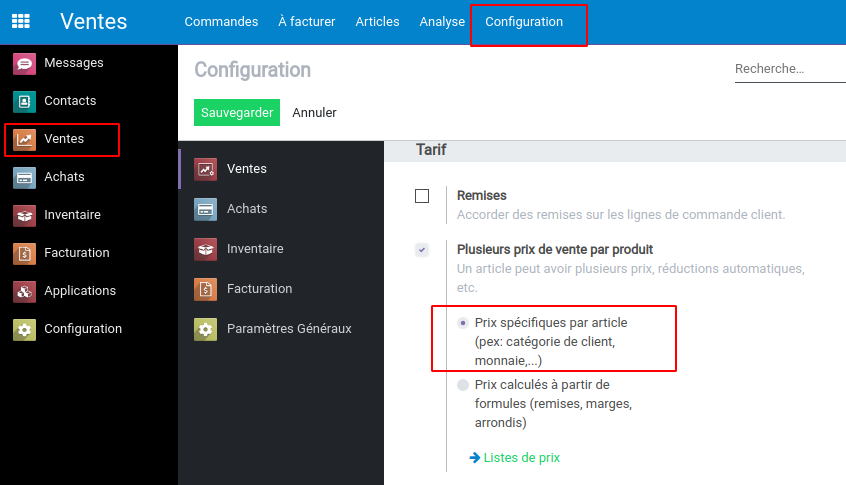 Ventes
Commandes
À facturer
Articles
Analyse
Configuration
Messages
Contacts
Ventes
Achats
Inventaire
Facturation
Applications
Configuration
Configuration
Recherche...
Sauvegarder
Annuler
Ventes
Achats
Inventaire
Facturation
Paramètres Généraux
Tarif
Remises
Accorder des remises sur les lignes de commande client.
Plusieurs prix de vente par produit
Un article peut avoir plusieurs prix, réductions automatiques,
etc.
Prix spécifiques par article
(pex: catégorie de client,
monnaie,...)
Prix calculés à partir de
formules (remises, marges,
arrondis)
Listes de prix